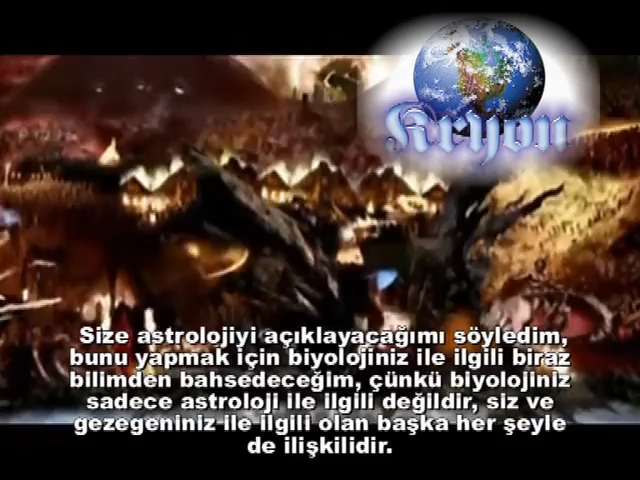 Kryon
Size astrolojiyi açıklayacağımı söyledim,
bunu yapmak için biyolojiniz ile ilgili biraz
bilimden bahsedeceğim, çünkü biyolojiniz
sadece astroloji ile ilgili değildir, siz ve
gezegeniniz ile ilgili olan başka her şeyle
de ilişkilidir.